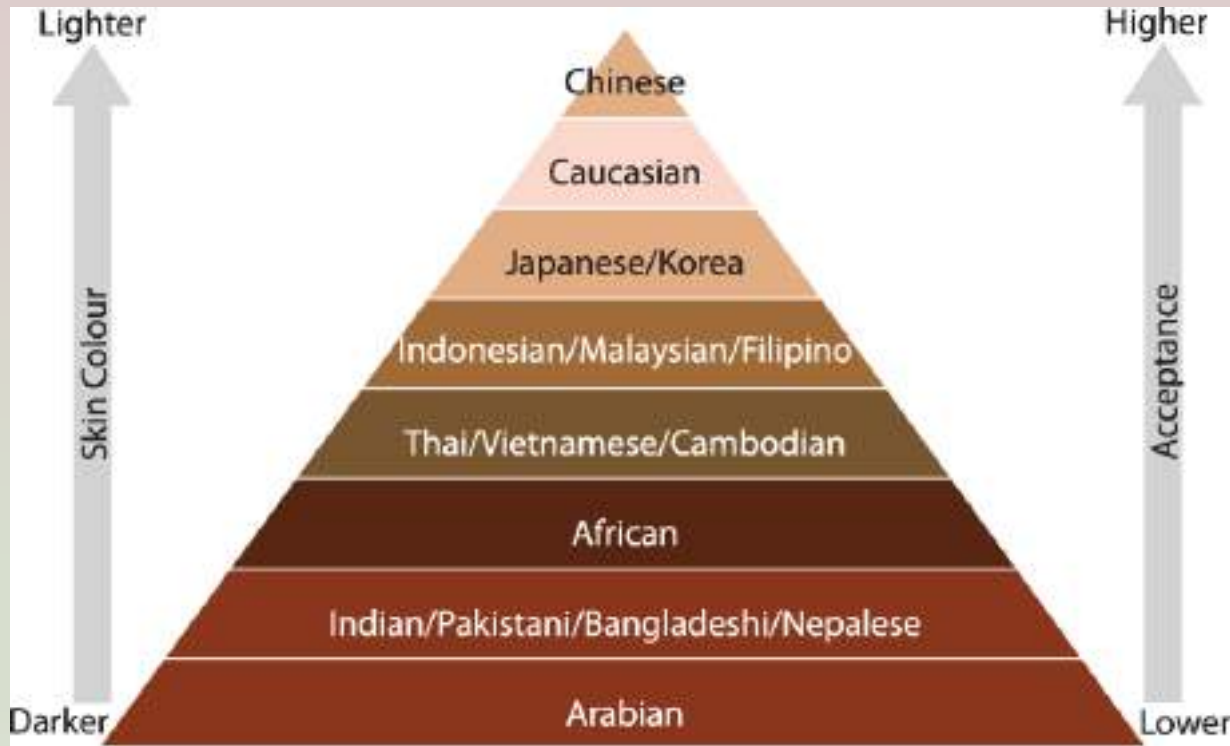 Lighter
Higher
Chinese
Caucasian
Japanese/Korea
Indonesian/Malaysian/Filipino
Skin Colour
Acceptance
Thai/Vietnamese/Cambodian
African
Indian/Pakistani/Bangladeshi/Nepalese
Arabian
Darker
Lower